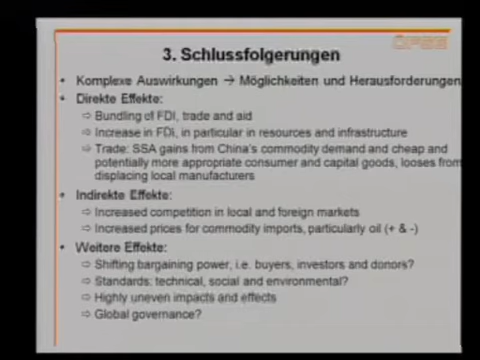 3. Schlussfolgerungen
• Komplexe Auswirkungen → Möglichkeiten und Herausforderungen
• Direkte Effekte:
⇨ Bundling of FDI, trade and aid
⇨ Increase in FDI, in particular in resources and infrastructure
⇨ Trade: SSA gains from China's commodity demand and cheap and
potentially more appropriate consumer and capital goods, looses from
displacing local manufacturers
• Indirekte Effekte:
⇨ Increased competition in local and foreign markets
⇨ Increased prices for commodity imports, particularly oil (+ & -)
• Weitere Effekte:
⇨ Shifting bargaining power, i.e. buyers, investors and donors?
⇨ Standards: technical, social and environmental?
⇨ Highly uneven impacts and effects
⇨ Global governance?